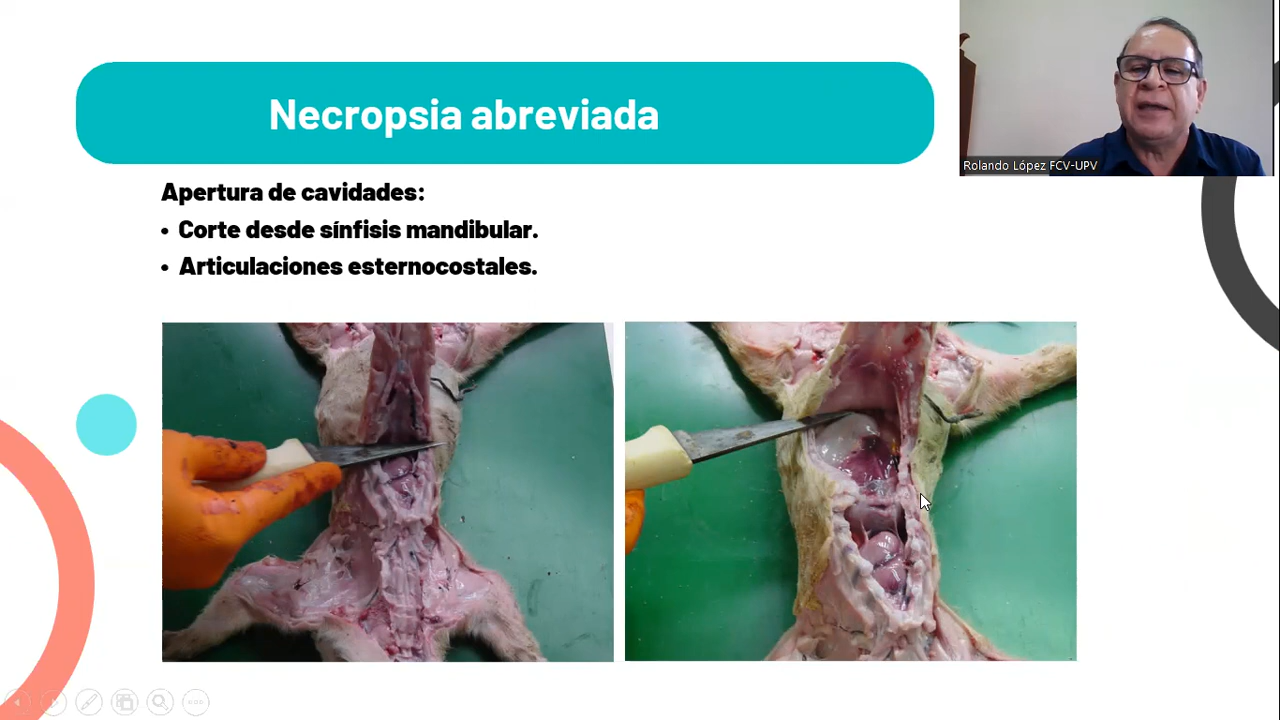 Necropsia abreviada
Rolando López FCV-UPV
Apertura de cavidades:
• Corte desde sínfisis mandibular.
• Articulaciones esternocostales.